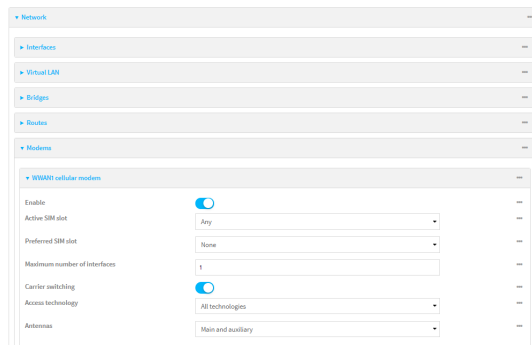 Network
Interfaces
Virtual LAN
Bridges
Routes
Modems
WWAN1 cellular modem
Enable
Active SIM slot Any
Preferred SIM slot None
Maximum number of interfaces 1
Carrier switching
Access technology All technologies
Antennas Main and auxiliary